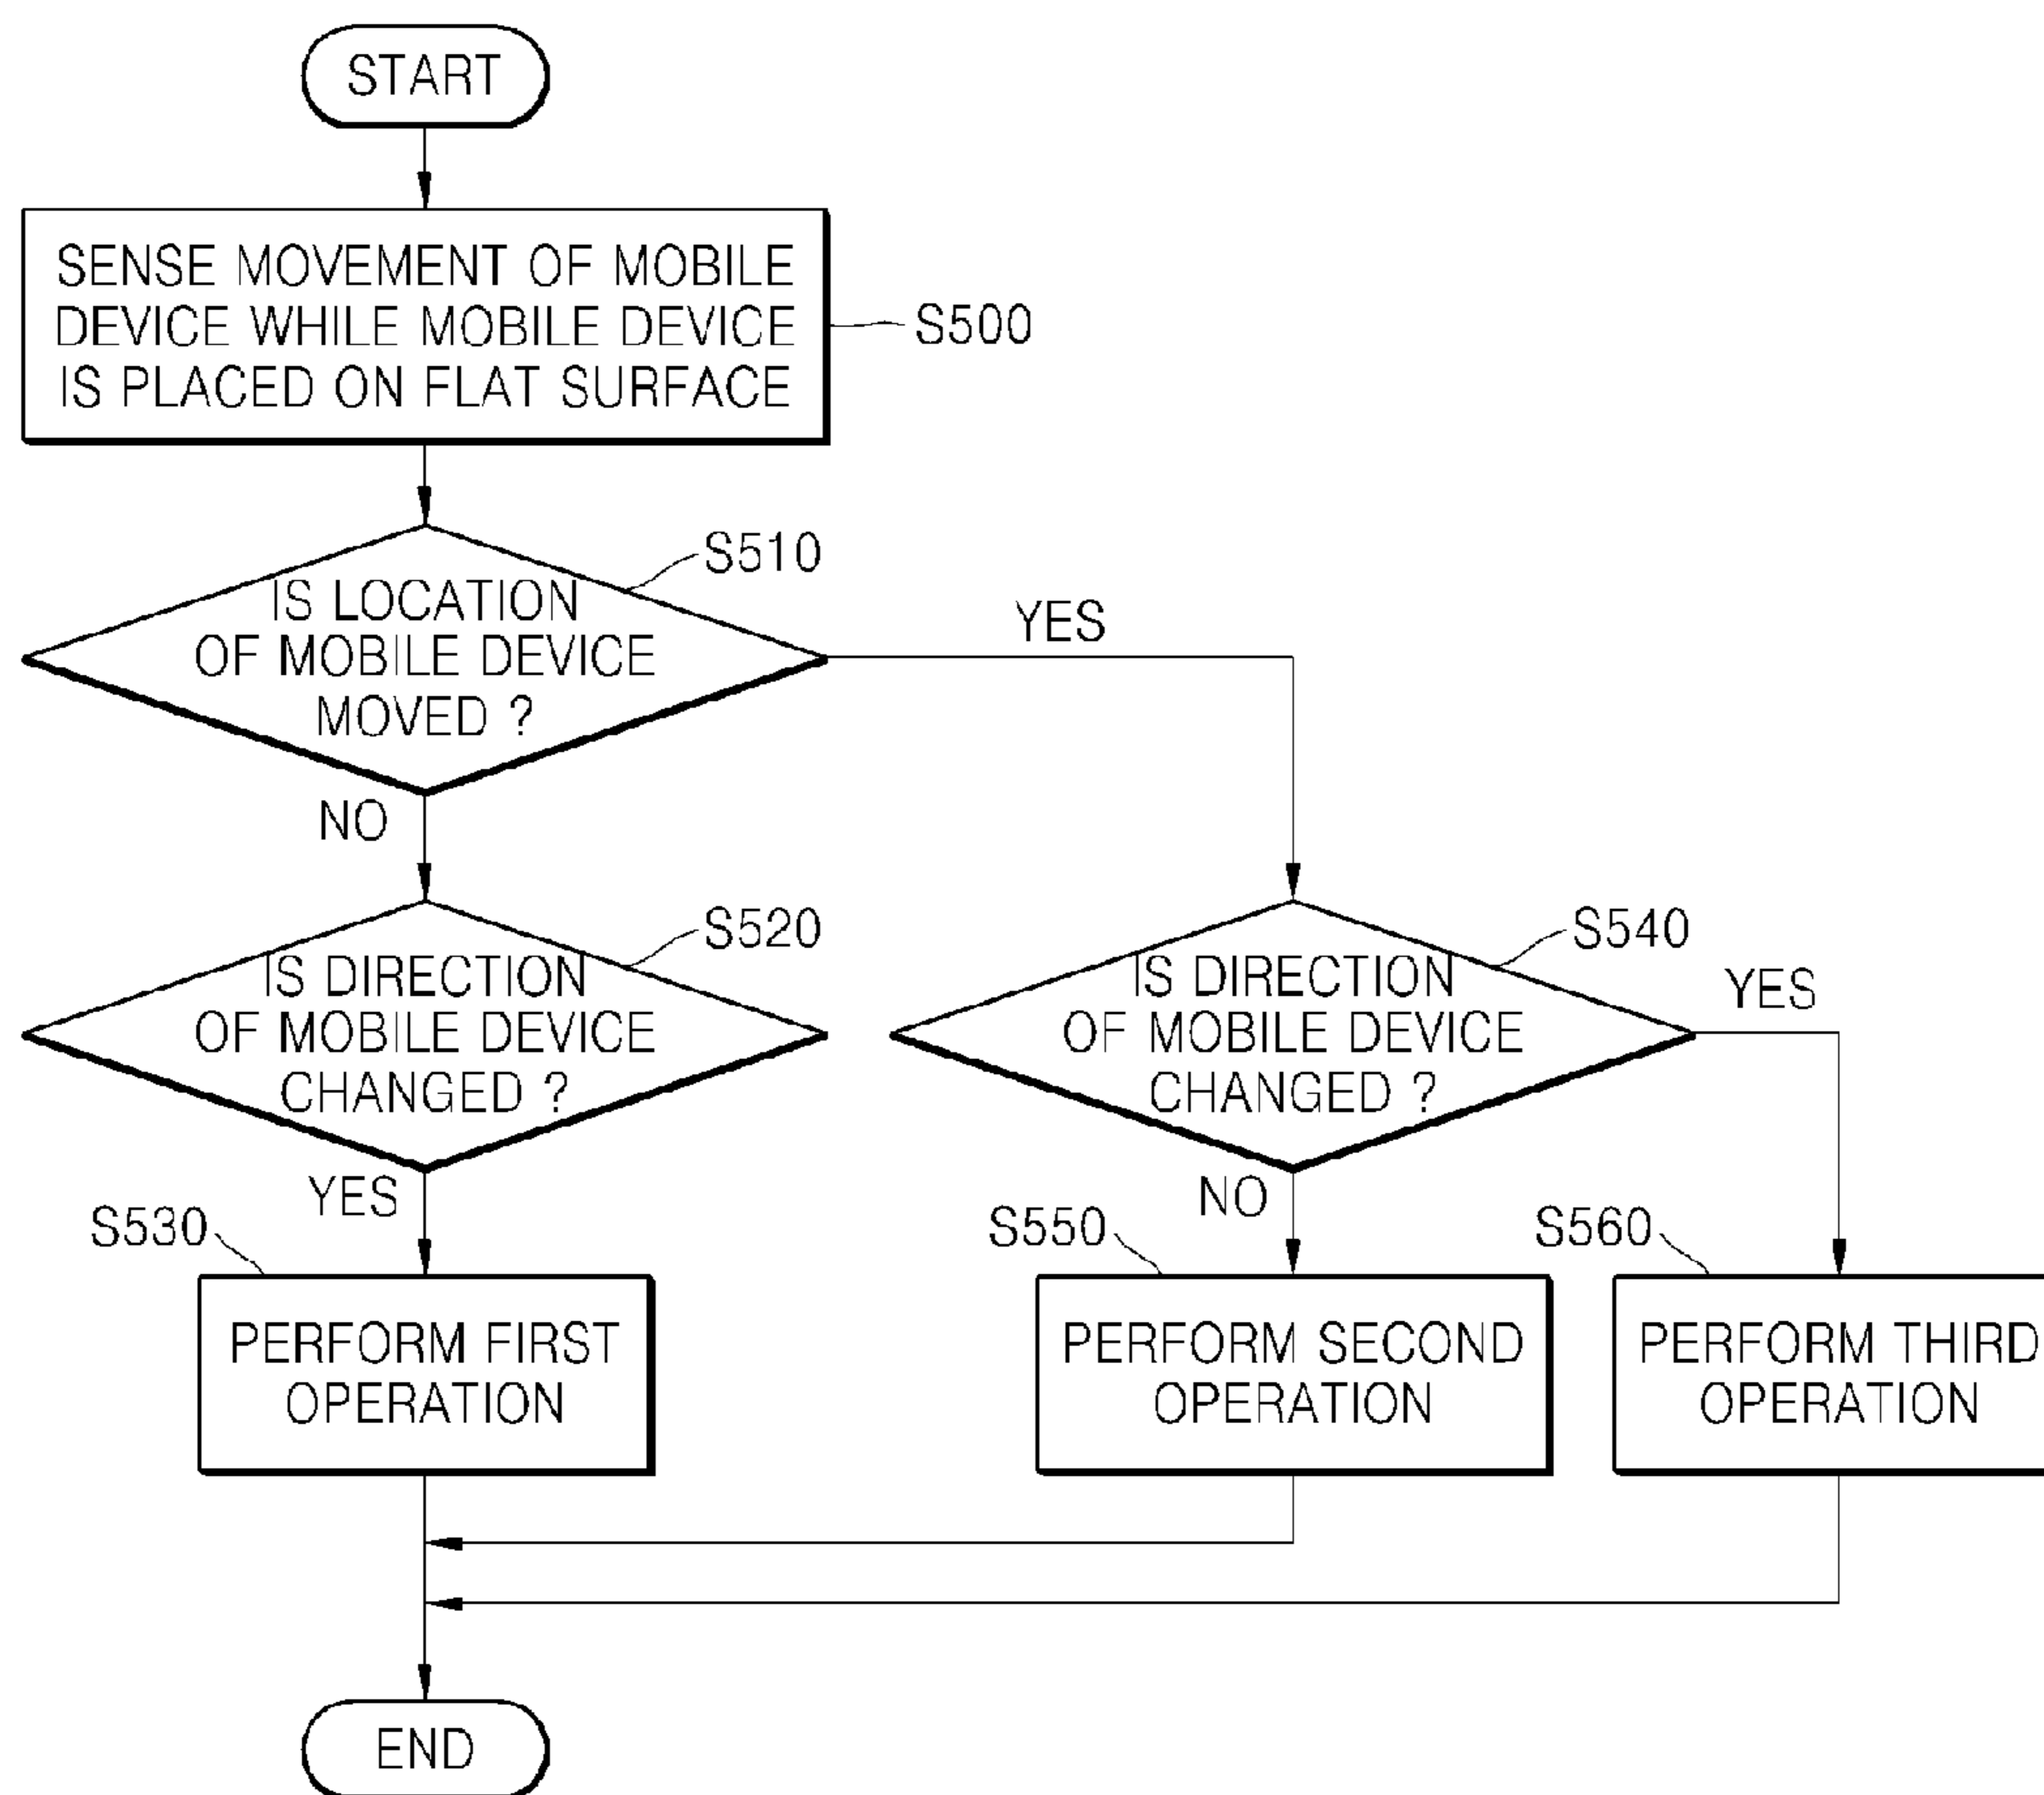 START
SENSE MOVEMENT OF MOBILE
DEVICE WHILE MOBILE DEVICE
IS PLACED ON FLAT SURFACE
S500
S510
IS LOCATION
OF MOBILE DEVICE
MOVED ?
YES
NO
S520
IS DIRECTION
OF MOBILE DEVICE
CHANGED ?
YES
S540
IS DIRECTION
OF MOBILE DEVICE
CHANGED ?
YES
NO
S530
PERFORM FIRST
OPERATION
S550
PERFORM SECOND
OPERATION
S560
PERFORM THIRD
OPERATION
END